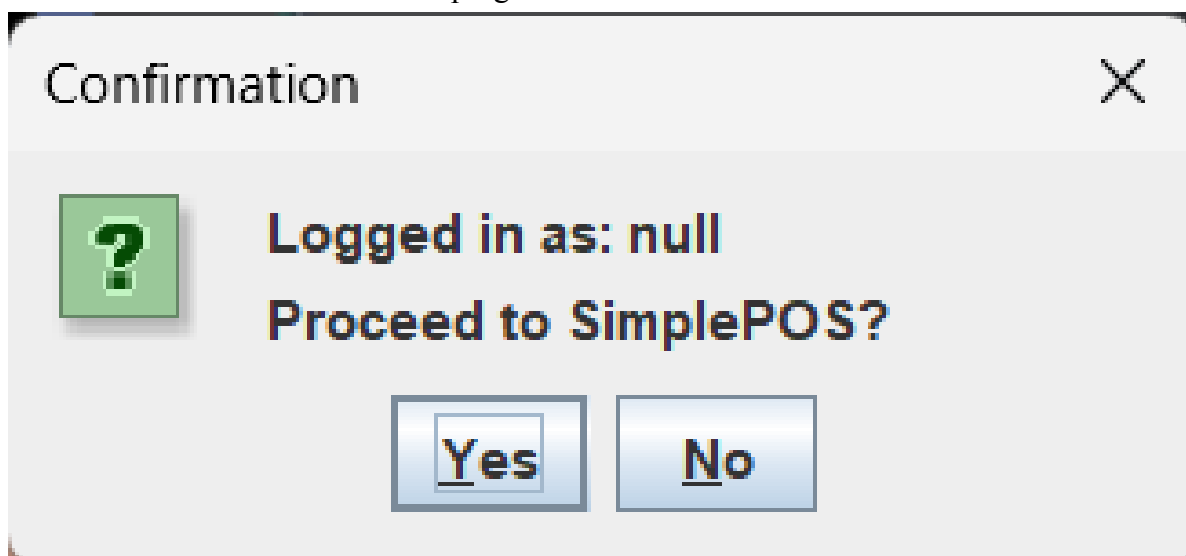 Confirmation
?
Logged in as: null
Proceed to SimplePOS?
Yes
No